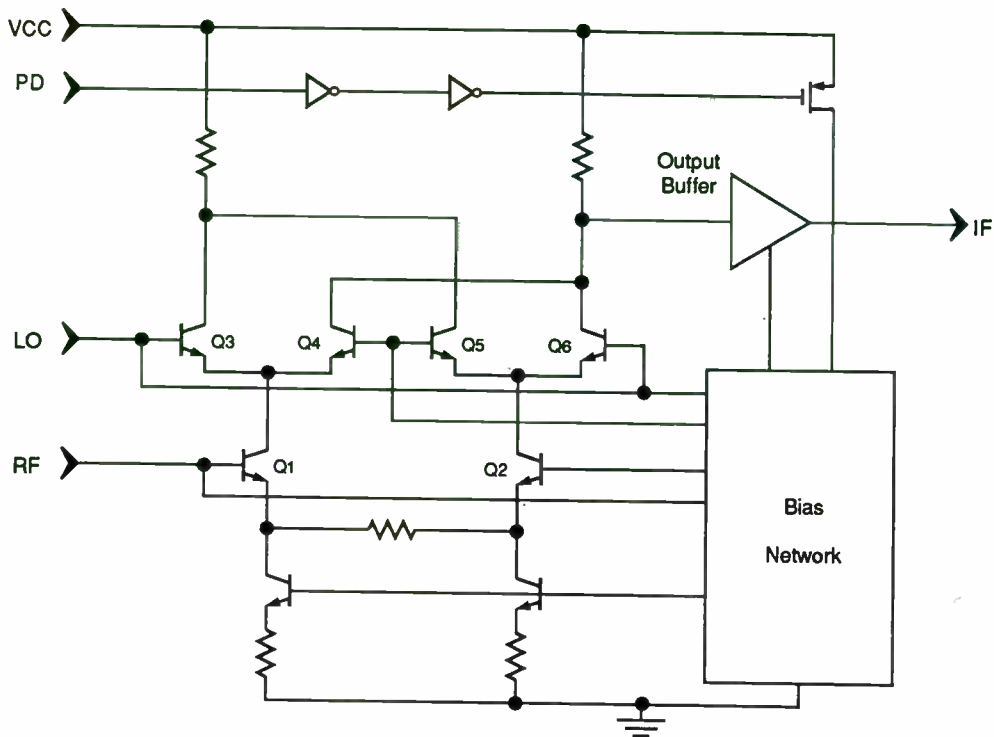 VCC
PD
Output
Buffer
IF
LO
Q3
Q4
Q5
Q6
RF
Q1
Q2
Bias
Network